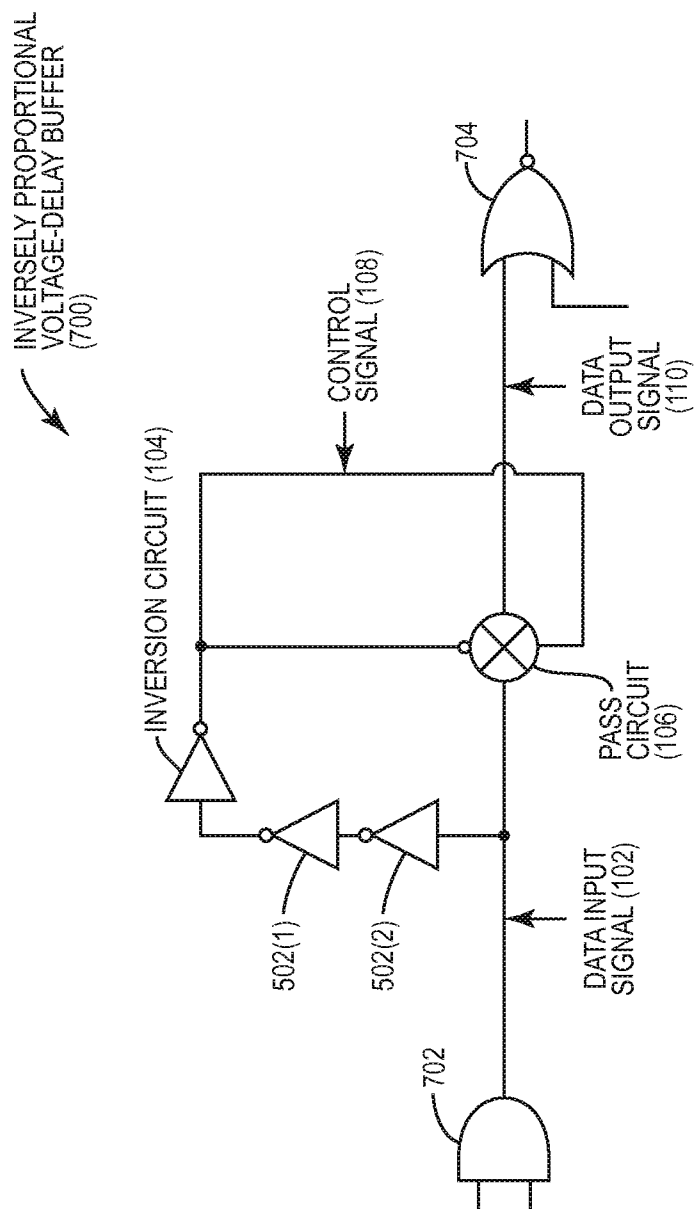 INVERSELY PROPORTIONAL
VOLTAGE-DELAY BUFFER
(700)
INVERSION CIRCUIT (104)
CONTROL
SIGNAL (108)
704
502(1)
502(2)
702
DATA INPUT
SIGNAL (102)
PASS
CIRCUIT
(106)
DATA
OUTPUT
SIGNAL
(110)